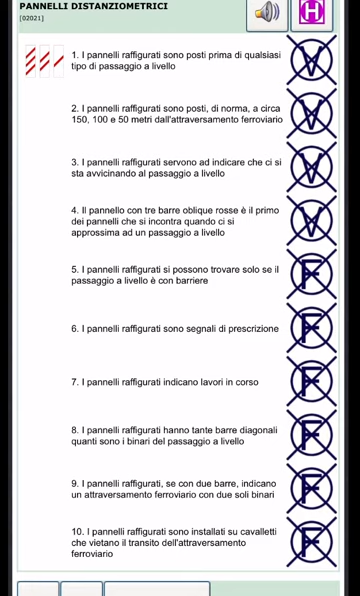 PANNELLI DISTANZIOMETRICI
[02021]
H
1. I pannelli raffigurati sono posti prima di qualsiasi
tipo di passaggio a livello
V
2. I pannelli raffigurati sono posti, di norma, a circa
150, 100 e 50 metri dall'attraversamento ferroviario
V
3. I pannelli raffigurati servono ad indicare che ci si
sta avvicinando al passaggio a livello
V
4. Il pannello con tre barre oblique rosse è il primo
dei pannelli che si incontra quando ci si
approssima ad un passaggio a livello
V
5. I pannelli raffigurati si possono trovare solo se il
passaggio a livello è con barriere
F
6. I pannelli raffigurati sono segnali di prescrizione
F
7. I pannelli raffigurati indicano lavori in corso
F
8. I pannelli raffigurati hanno tante barre diagonali
quanti sono i binari del passaggio a livello
F
9. I pannelli raffigurati, se con due barre, indicano
un attraversamento ferroviario con due soli binari
F
10. I pannelli raffigurati sono installati su cavalletti
che vietano il transito dell'attraversamento
ferroviario
F